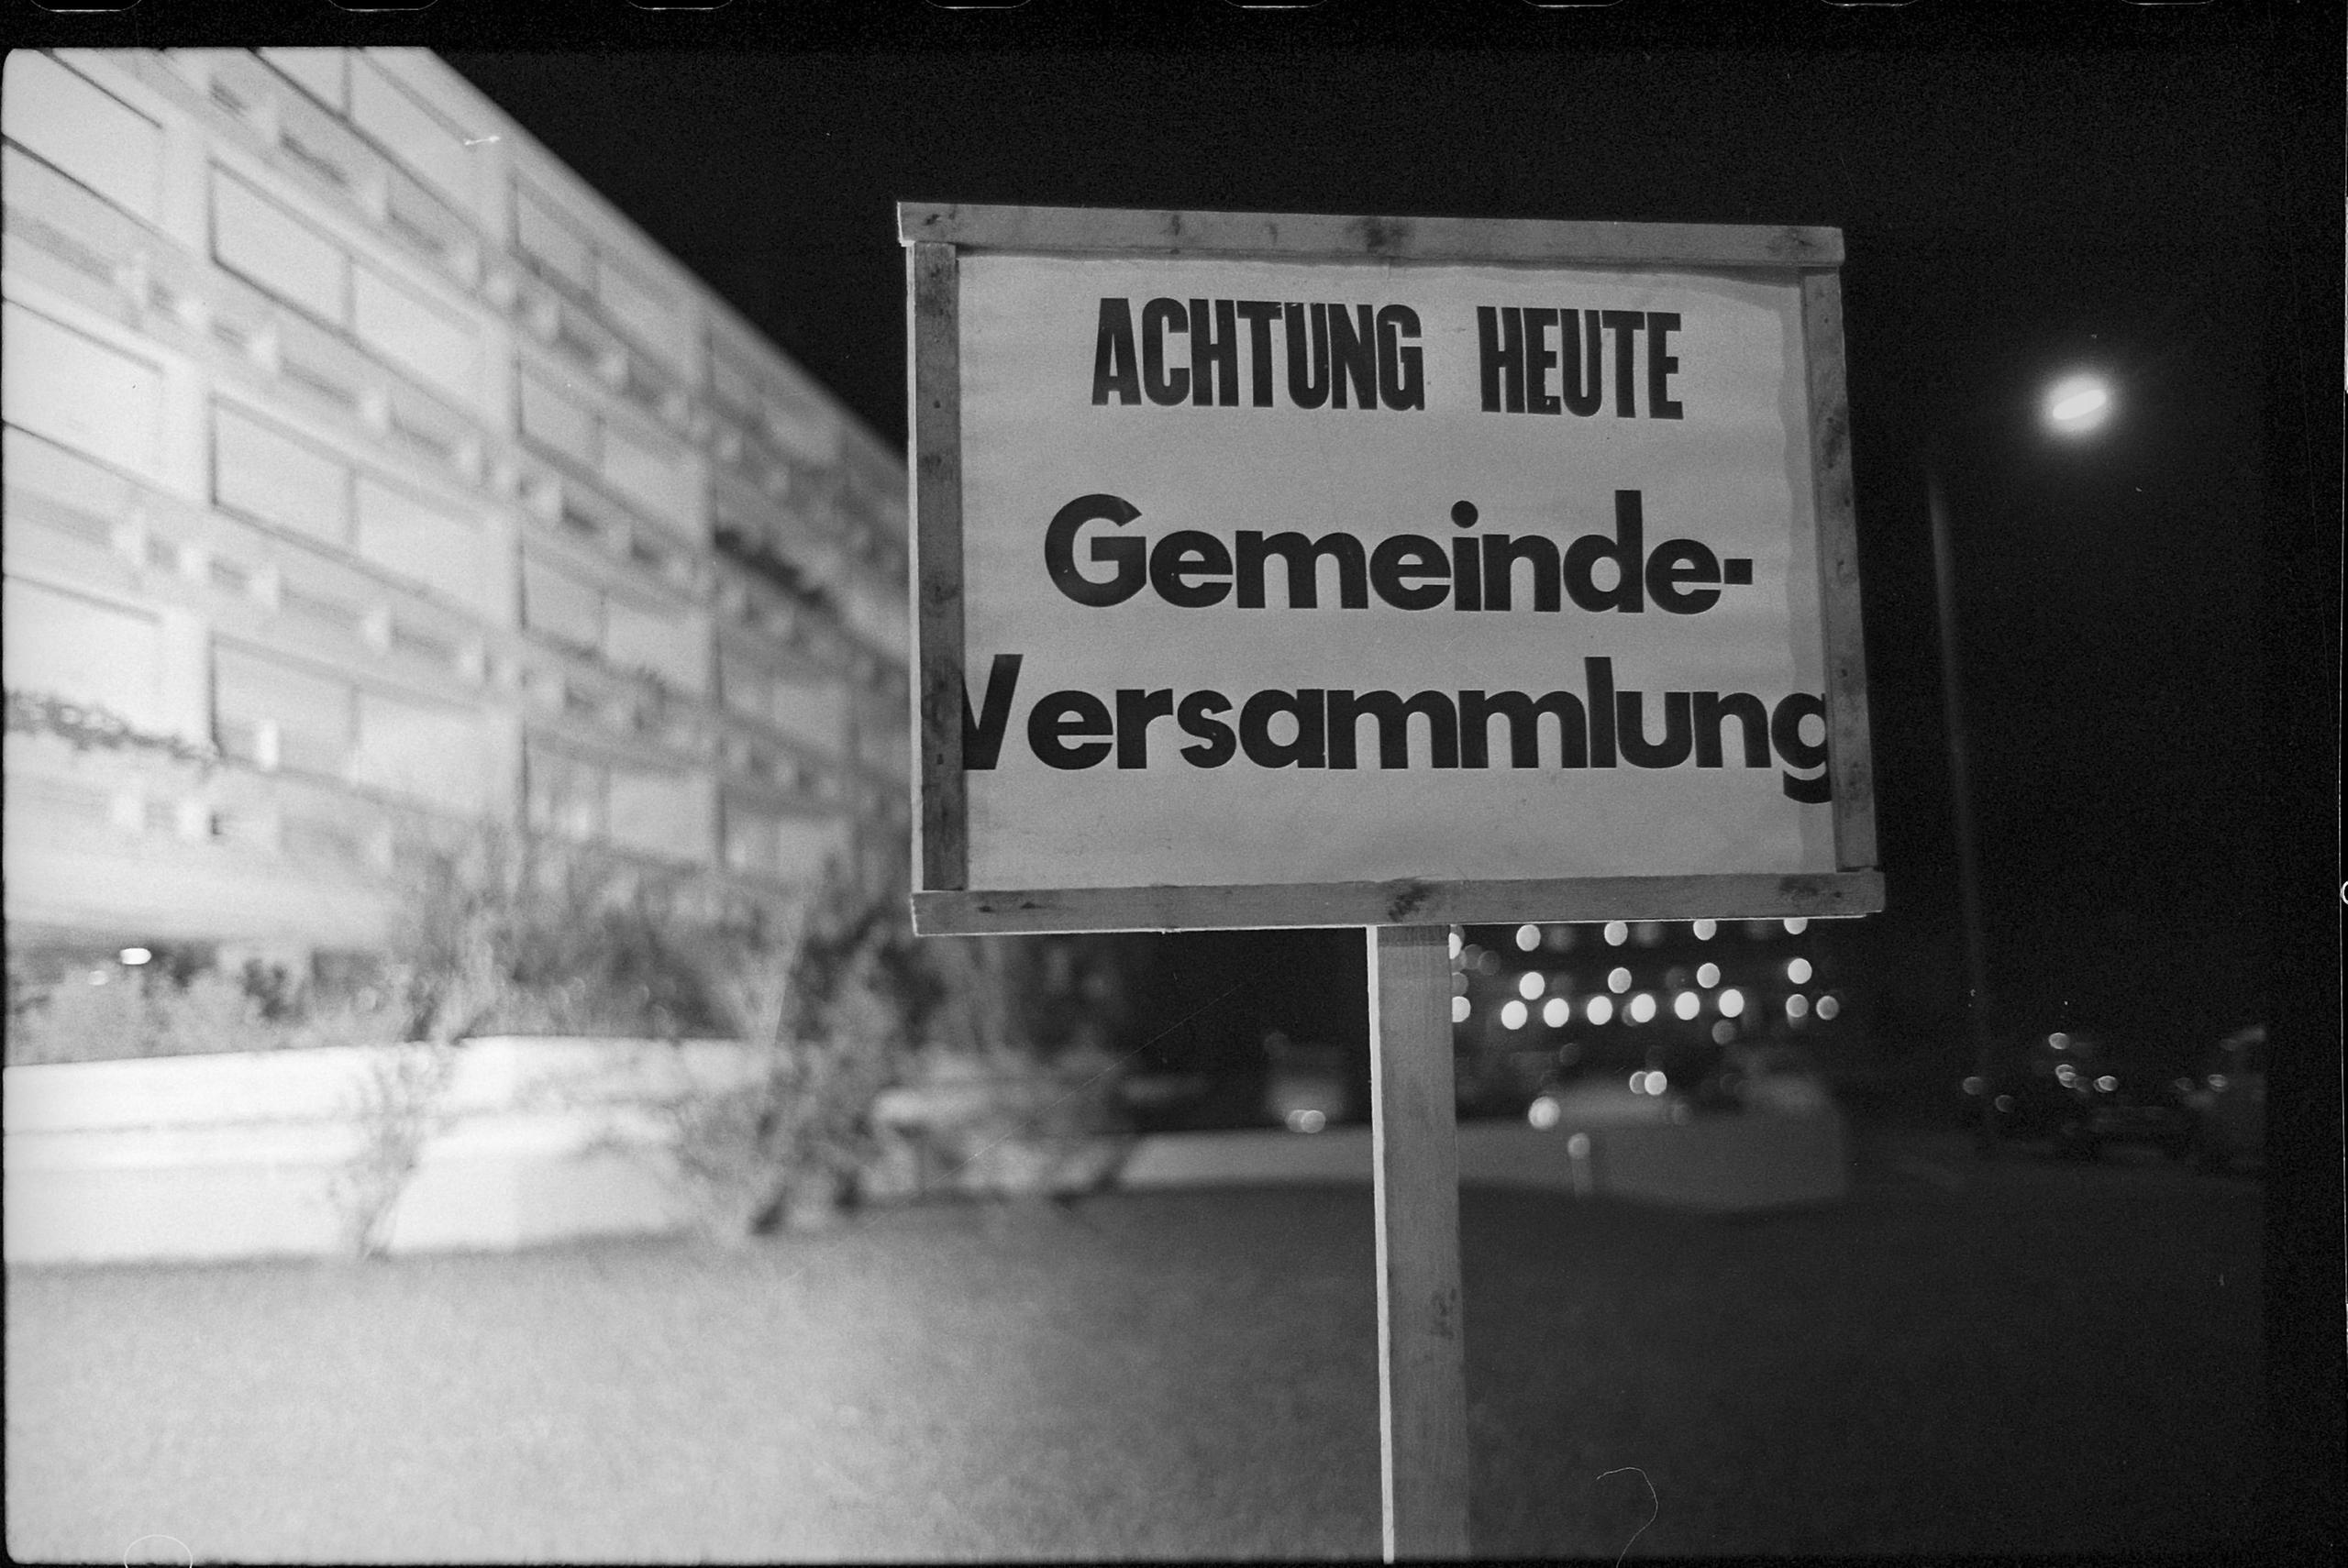 ACHTUNG HEUTE
Gemeinde-
Versammlung